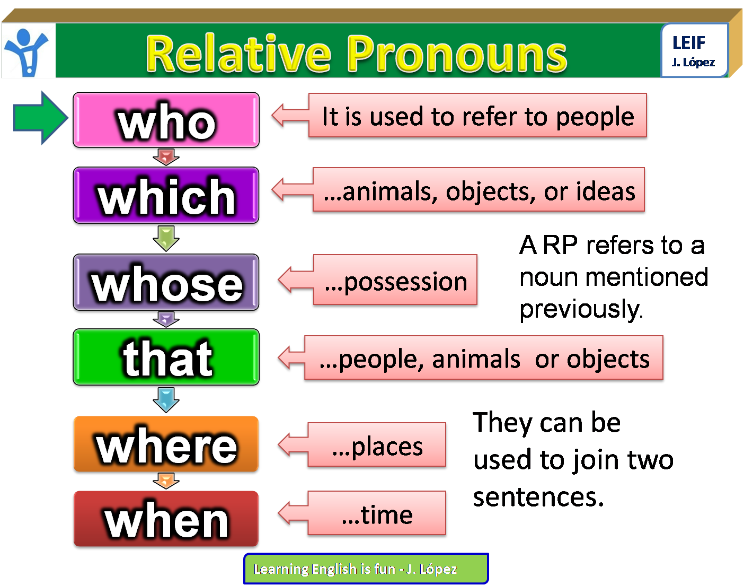 Relative Pronouns
LEIF
J. López
who
It is used to refer to people
which
...animals, objects, or ideas
A RP refers to a
noun mentioned
previously.
whose
...possession
that
...people, animals or objects
They can be
used to join two
sentences.
where
...places
when
...time
Learning English is fun - J. López